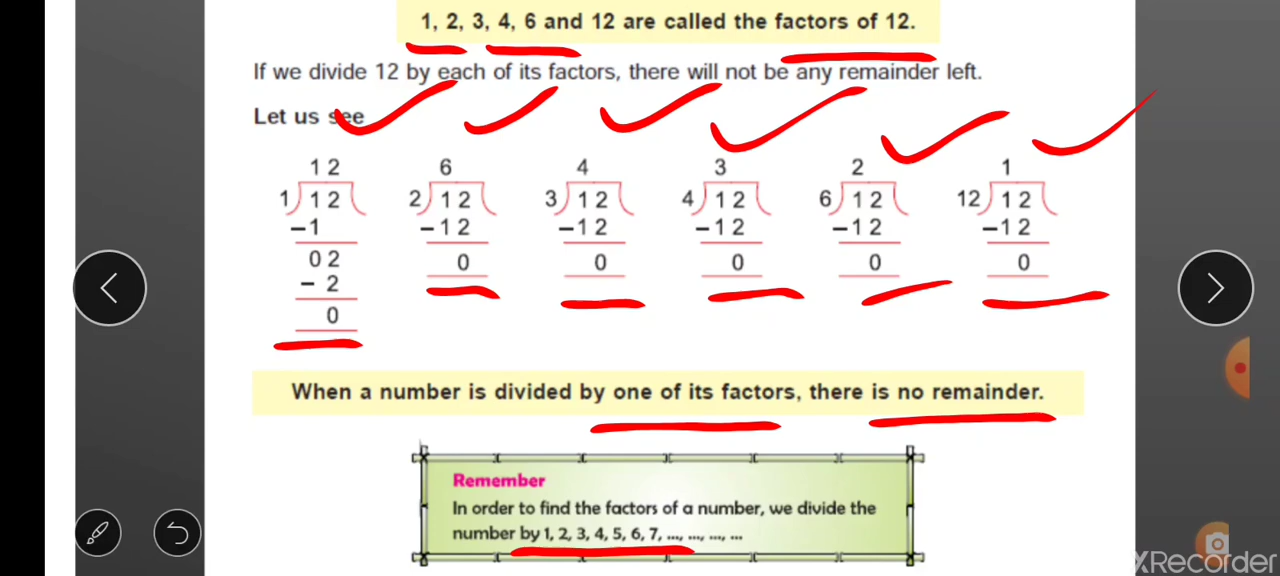 1, 2, 3, 4, 6 and 12 are called the factors of 12.
If we divide 12 by each of its factors, there will not be any remainder left.
Let us see
12 6 4 3 2 1
1)12( 2)12( 3)12( 4)12( 6)12( 12)12(
−1 −12 −12 −12 −12 −12
02 0 0 0 0 0
− 2
0
When a number is divided by one of its factors, there is no remainder.
Remember
In order to find the factors of a number, we divide the
number by 1, 2, 3, 4, 5, 6, 7, ..., ..., ..., ...
XRecorder